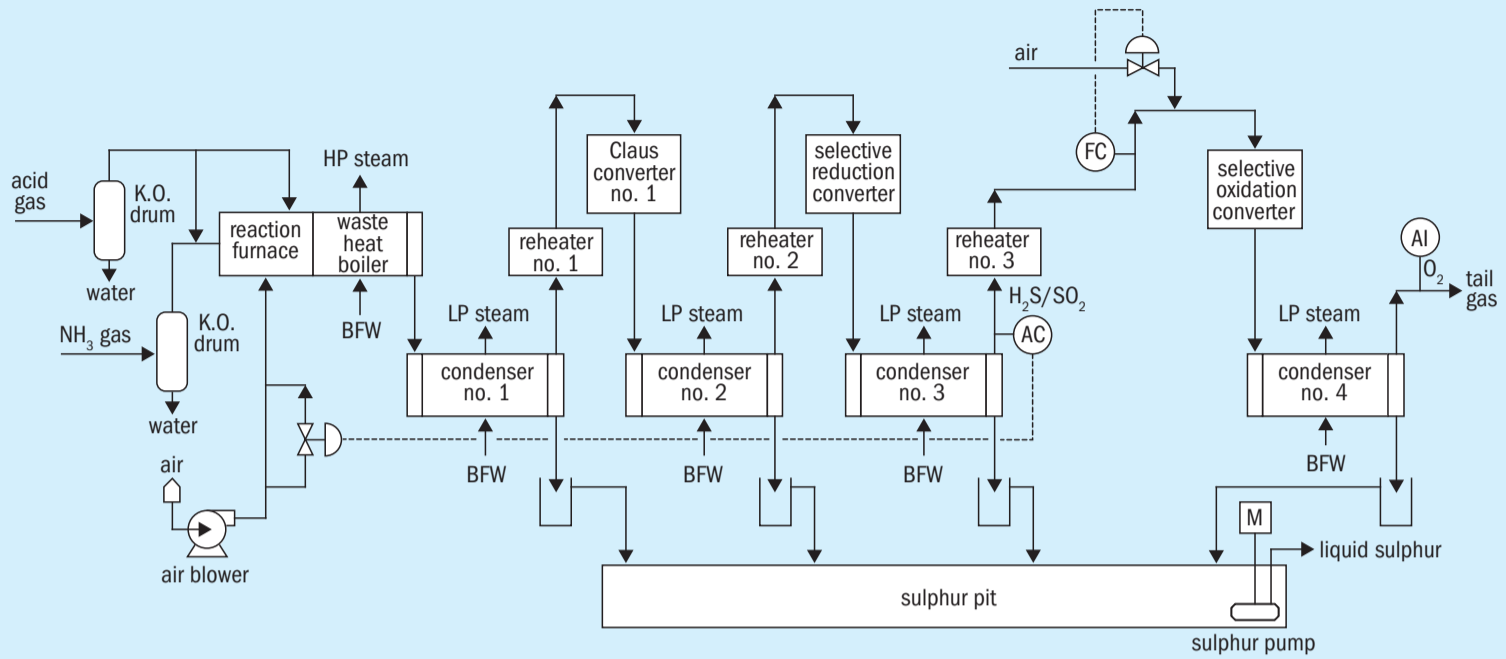 air
FC
acid
gas
K.O.
drum
water
HP steam
reaction
furnace
waste
heat
boiler
BFW
NH3 gas
K.O.
drum
water
air
air blower
Claus
converter
no. 1
reheater
no. 1
LP steam
condenser
no. 1
BFW
selective
reduction
converter
reheater
no. 2
LP steam
condenser
no. 2
BFW
reheater
no. 3
H2S/SO2
AC
LP steam
condenser
no. 3
BFW
selective
oxidation
converter
LP steam
condenser
no. 4
BFW
AI
O2
tail
gas
M
liquid sulphur
sulphur pit
sulphur pump